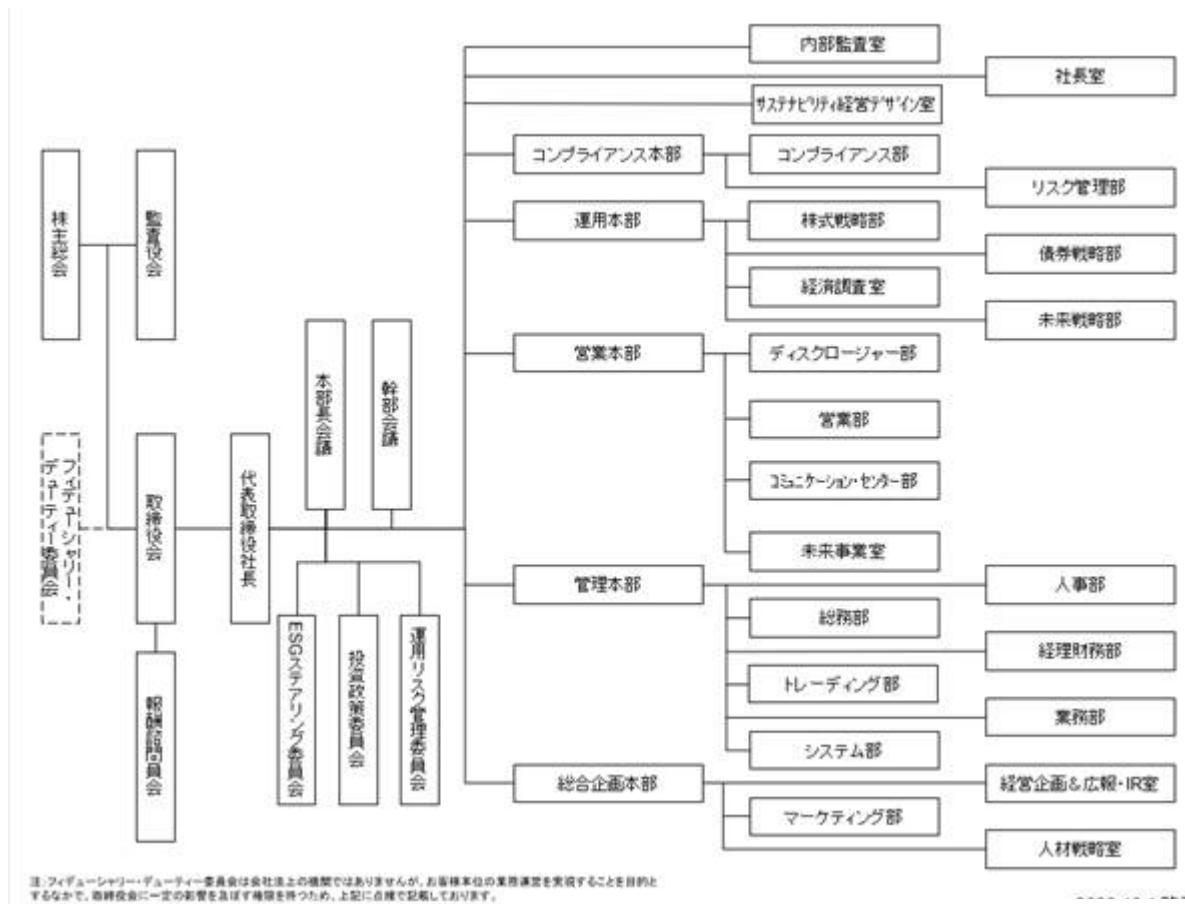 内部監査室
社長室
サステナビリティ経営デザイン室
コンプライアンス本部
コンプライアンス部
リスク管理部
株主総会
監査役会
運用本部
株式戦略部
債券戦略部
経済調査室
未来戦略部
営業本部
ディスクロージャー部
営業部
コミュニケーション・センター部
未来事業室
本部長会議
幹部会議
フィデューシャリー・
デューティー委員会
取締役会
代表取締役社長
管理本部
人事部
総務部
経理財務部
トレーディング部
業務部
システム部
ESGステアリング委員会
投資政策委員会
運用リスク管理委員会
報酬諮問員会
総合企画本部
経営企画&広報・IR室
マーケティング部
人材戦略室
注:フィデューシャリー・デューティー委員会は会社法上の機関ではありませんが、お客様本位の業務運営を実現することを目的と
するなかで、取締役会に一定の影響を及ぼす権限を持つため、上記に点線で記載しております。